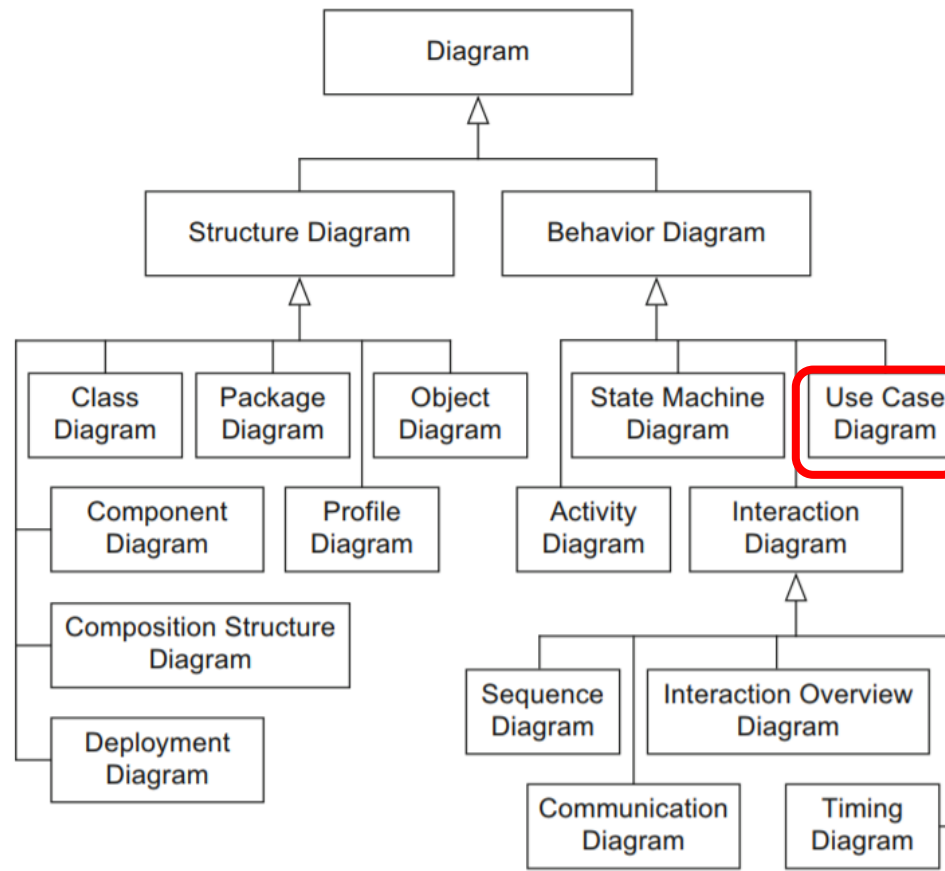 Diagram
Structure Diagram
Behavior Diagram
Class
Diagram
Package
Diagram
Object
Diagram
State Machine
Diagram
Use Case
Diagram
Component
Diagram
Profile
Diagram
Activity
Diagram
Interaction
Diagram
Composition Structure
Diagram
Sequence
Diagram
Interaction Overview
Diagram
Deployment
Diagram
Communication
Diagram
Timing
Diagram